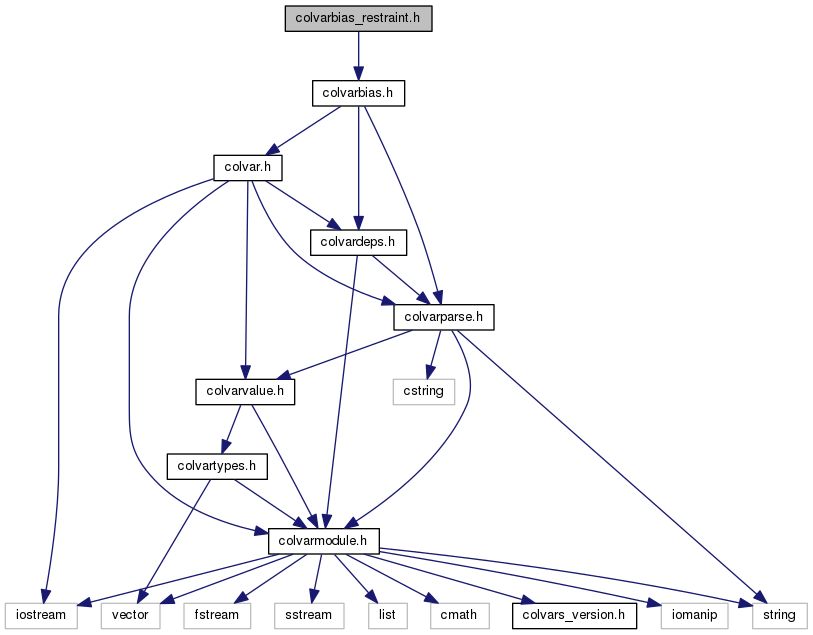 colvarbias_restraint.h
colvarbias.h
colvar.h
colvardeps.h
colvarparse.h
colvarvalue.h
cstring
colvartypes.h
colvarmodule.h
iostream
vector
fstream
sstream
list
cmath
colvars_version.h
iomanip
string